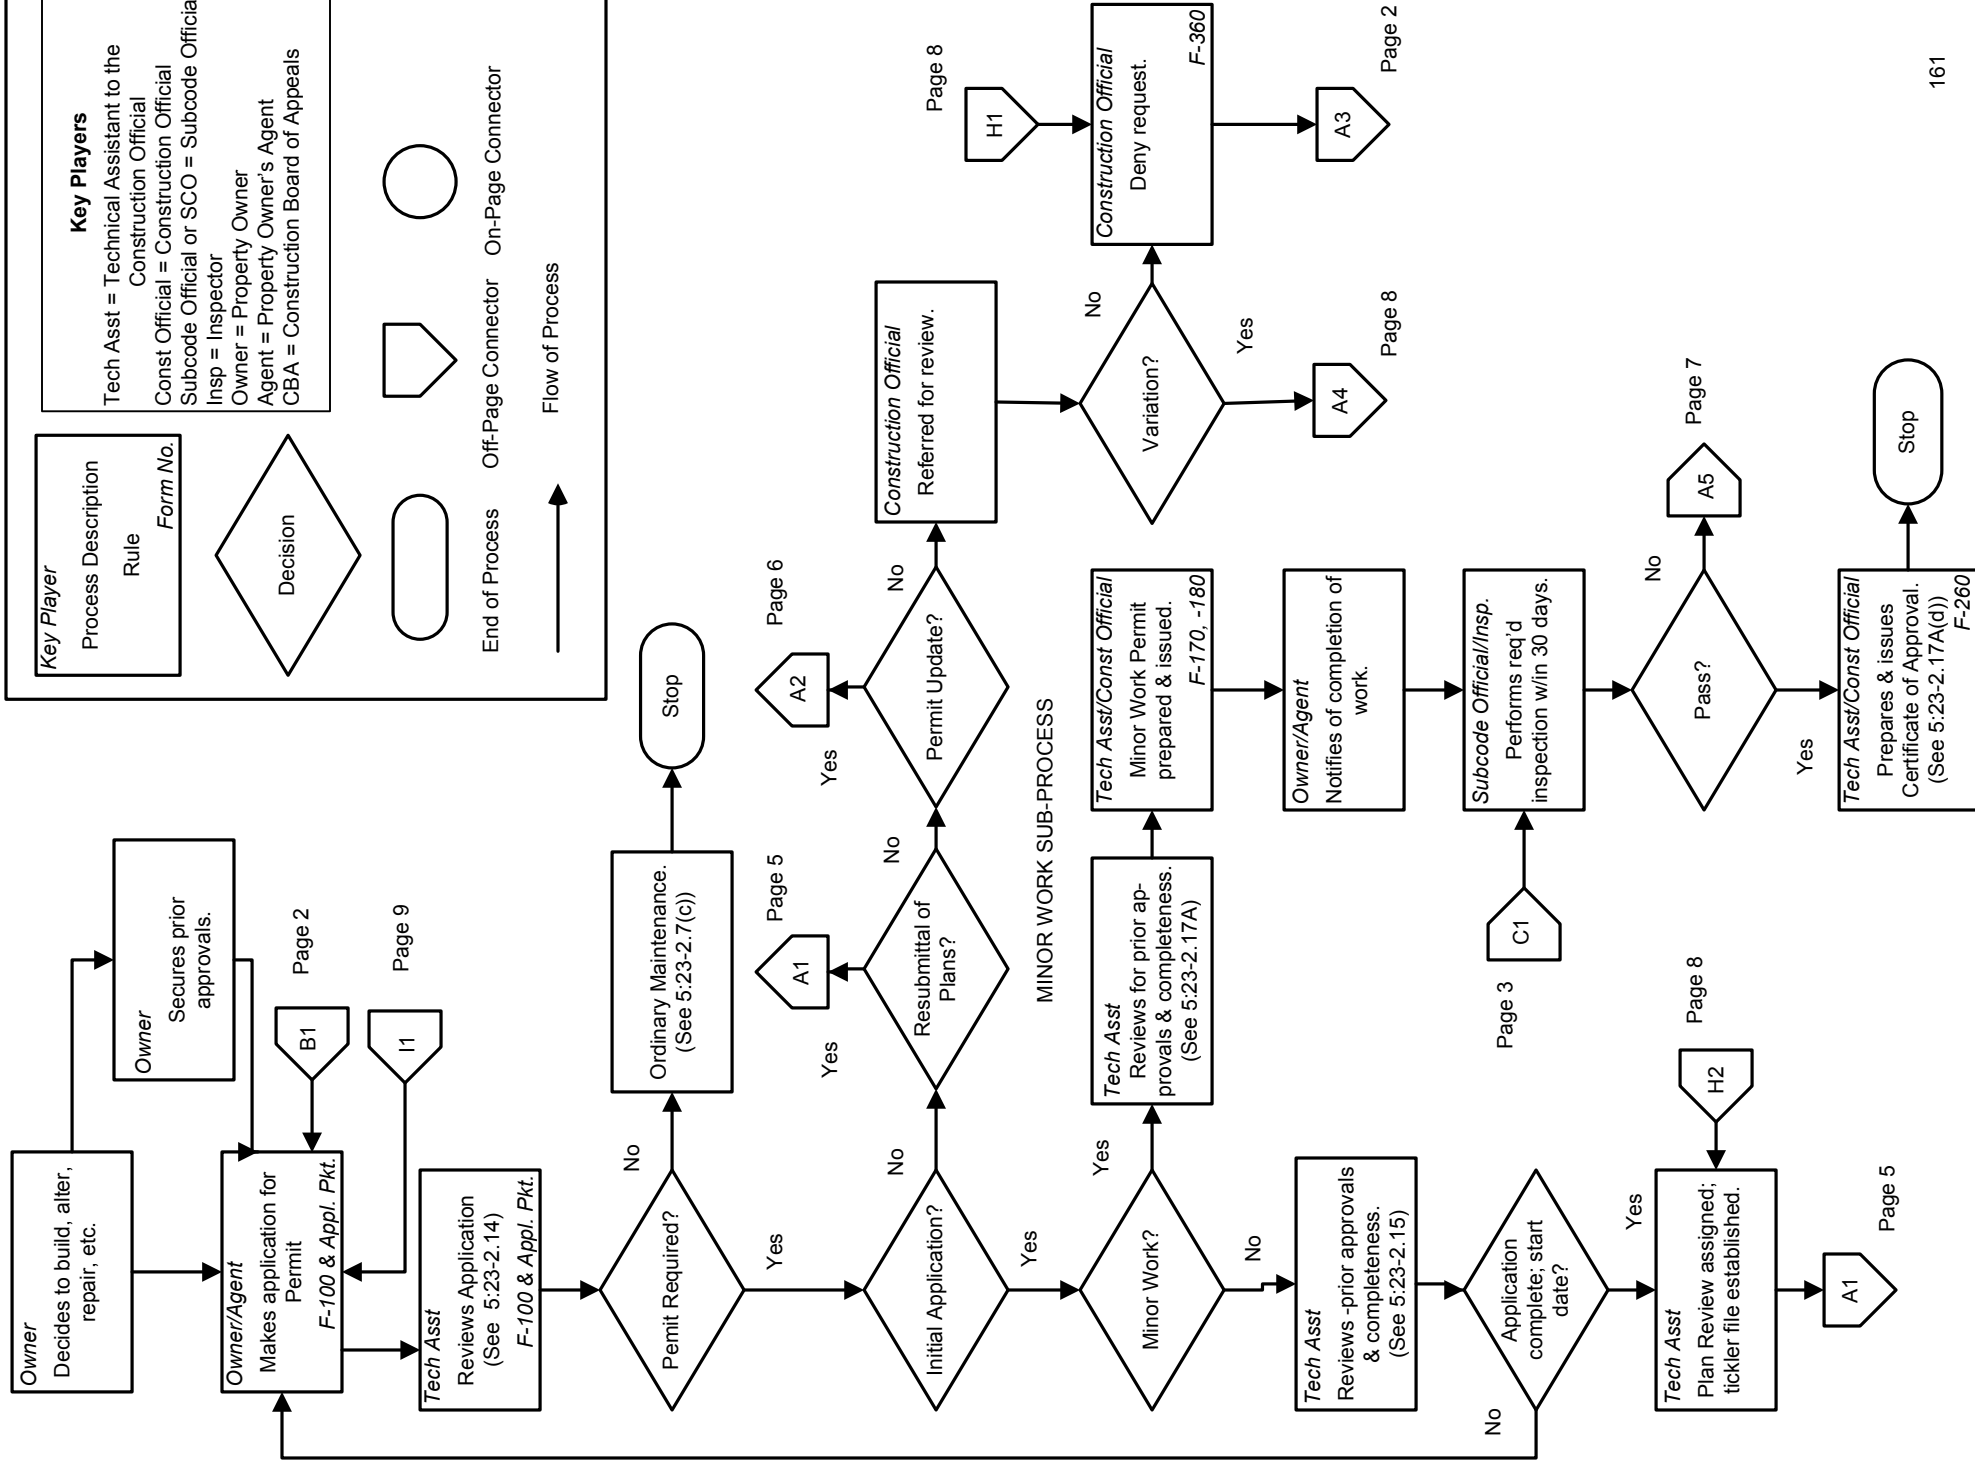 Key Player
Process Description
Rule
Form No.
Key Players
Tech Asst = Technical Assistant to the
Construction Official
Const Official = Construction Official
Subcode Official or SCO = Subcode Official
Insp = Inspector
Owner = Property Owner
Agent = Property Owner's Agent
CBA = Construction Board of Appeals
Decision
End of Process
Off-Page Connector
On-Page Connector
Flow of Process
Owner
Decides to build, alter,
repair, etc.
Owner
Secures prior
approvals.
Owner/Agent
Makes application for
Permit
F-100 & Appl. Pkt.
B1
Page 2
I1
Page 9
Tech Asst
Reviews Application
(See 5:23-2.14)
F-100 & Appl. Pkt.
Permit Required?
No
Ordinary Maintenance.
(See 5:23-2.7(c))
Stop
Yes
Initial Application?
No
Resubmittal of
Plans?
Yes
A1
Page 5
No
Permit Update?
Yes
A2
Page 6
No
Construction Official
Referred for review.
Variation?
No
Construction Official
Deny request.
F-360
H1
Page 8
A3
Page 2
Yes
A4
Page 8
Yes
MINOR WORK SUB-PROCESS
Minor Work?
Yes
Tech Asst
Reviews for prior ap-
provals & completeness.
(See 5:23-2.17A)
Tech Asst/Const Official
Minor Work Permit
prepared & issued.
F-170, -180
Owner/Agent
Notifies of completion of
work.
Subcode Official/Insp.
Performs req'd
inspection w/in 30 days.
C1
Page 3
Pass?
No
A5
Page 7
Yes
Tech Asst/Const Official
Prepares & issues
Certificate of Approval.
(See 5:23-2.17A(d))
F-260
Stop
No
Tech Asst
Reviews -prior approvals
& completeness.
(See 5:23-2.15)
Application
complete; start
date?
No
Yes
Tech Asst
Plan Review assigned;
tickler file established.
H2
Page 8
A1
Page 5
161